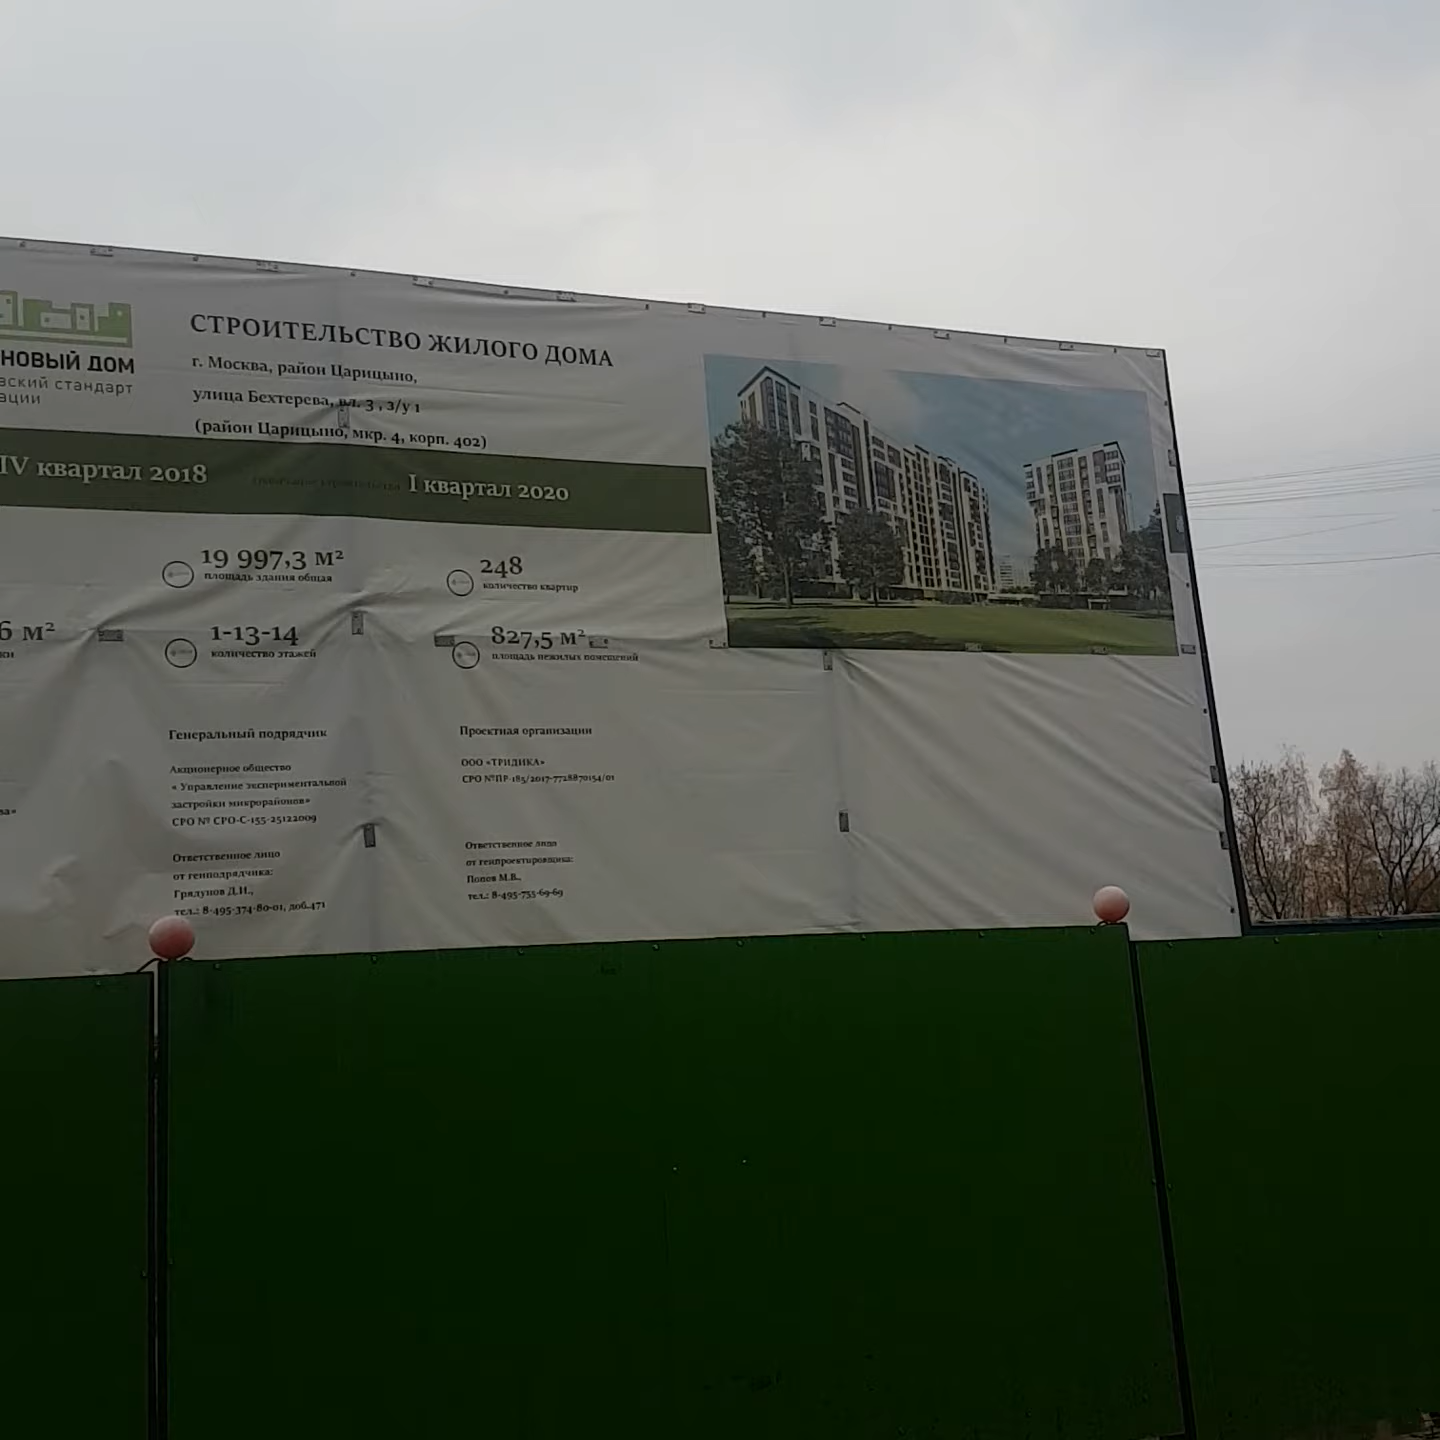 НОВЫЙ ДОМ
СТРОИТЕЛЬСТВО ЖИЛОГО ДОМА
г. Москва, район Царицыно,
улица Бехтерева, вл. 3 , з/у 1
(район Царицыно, мкр. 4, корп. 402)
стандарт
IV квартал 2018
I квартал 2020
19 997,3 м²
площадь здания общая
248
количество квартир
6 м²
1-13-14
количество этажей
827,5 м²
площадь нежилых помещений
Генеральный подрядчик
Акционерное общество
« Управление экспериментальной
застройки микрорайонов»
СРО № СРО-С-155-25122009
Ответственное лицо
от генподрядчика:
Грядунов Д.Н.,
тел.: 8-495-374-80-01, доб.471
Проектная организация
ООО «ТРИДИКА»
СРО №ПР-185/2017-7728870154/01
Ответственное лицо
от генпроектировщика:
Попов М.В.,
тел.: 8-495-755-69-69